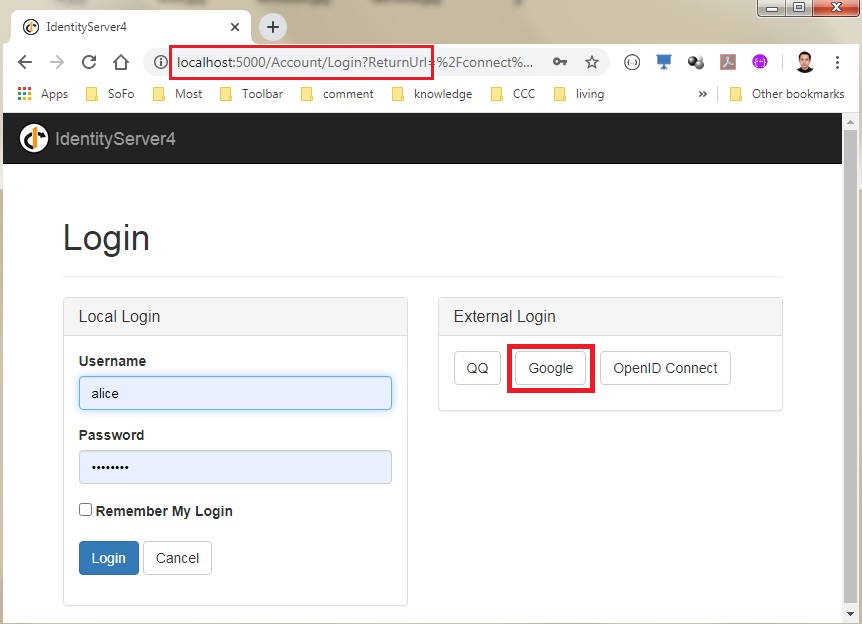 IdentityServer4
localhost:5000/Account/Login?ReturnUrl=%2Fconnect%...
Apps SoFo Most Toolbar comment knowledge CCC living » Other bookmarks
IdentityServer4
Login
Local Login
Username
alice
Password
••••••••
Remember My Login
Login Cancel
External Login
QQ Google OpenID Connect